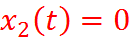 x₂(t) = 0